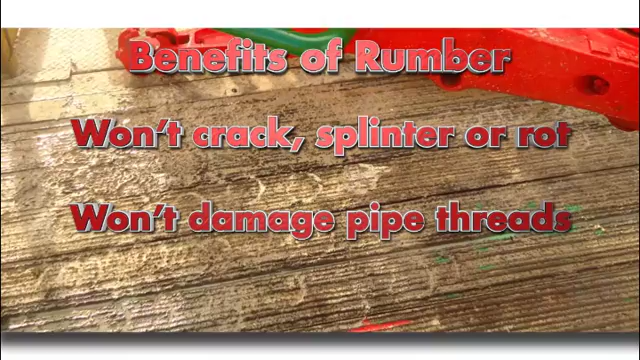 Benefits of Rumber
Won't crack, splinter or rot
Won't damage pipe threads